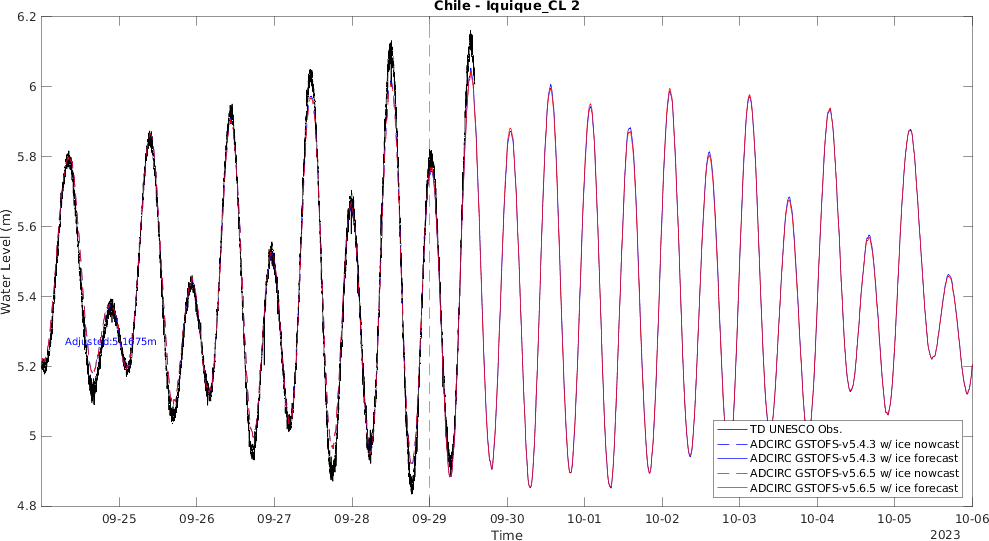 Chile - Iquique_CL 2
6.2
6
5.8
5.6
5.4
5.2
5
4.8
Water Level (m)
Adjusted:5.1675m
TD UNESCO Obs.
ADCIRC GSTOFS-v5.4.3 w/ ice nowcast
ADCIRC GSTOFS-v5.4.3 w/ ice forecast
ADCIRC GSTOFS-v5.6.5 w/ ice nowcast
ADCIRC GSTOFS-v5.6.5 w/ ice forecast
09-25 09-26 09-27 09-28 09-29 09-30 10-01 10-02 10-03 10-04 10-05 10-06
Time
2023